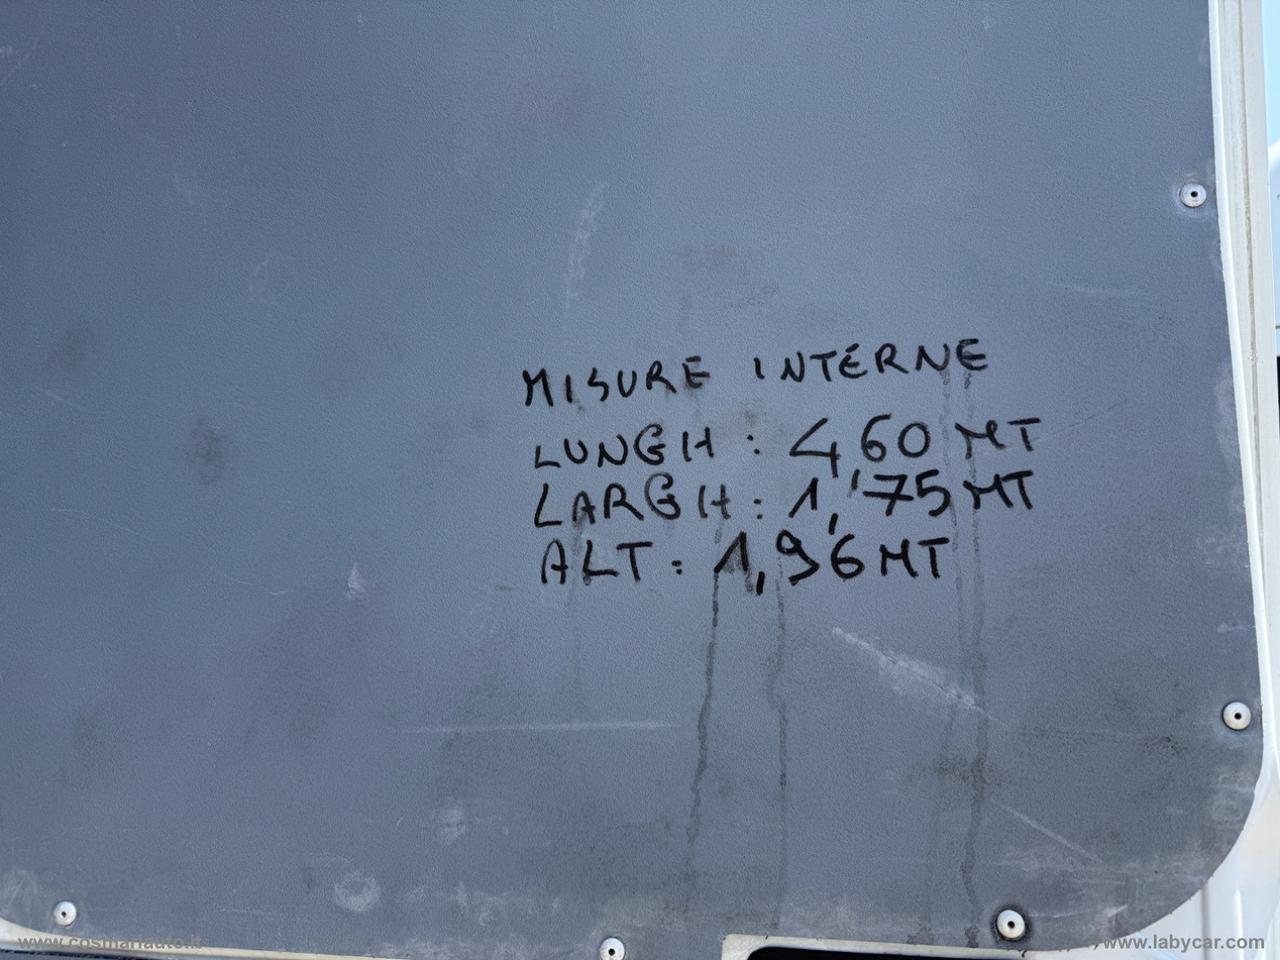 MISURE INTERNE
LUNGH: 4,60 MT
LARGH: 1,75 MT
ALT: 1,96 MT
www.cosmariauto.it
www.labycar.com